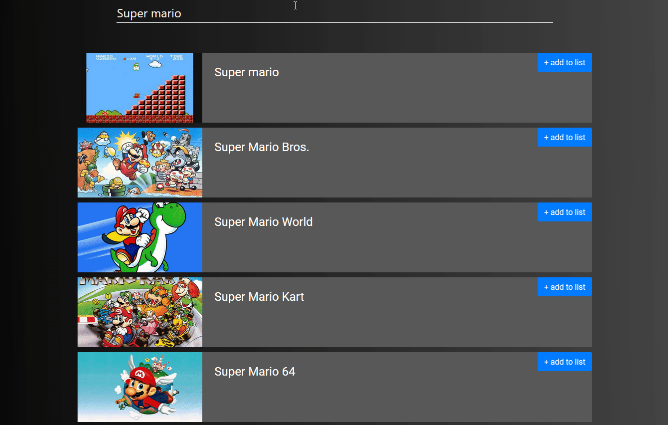 Super mario
Super mario
+ add to list
Super Mario Bros.
+ add to list
Super Mario World
+ add to list
Super Mario Kart
+ add to list
Super Mario 64
+ add to list